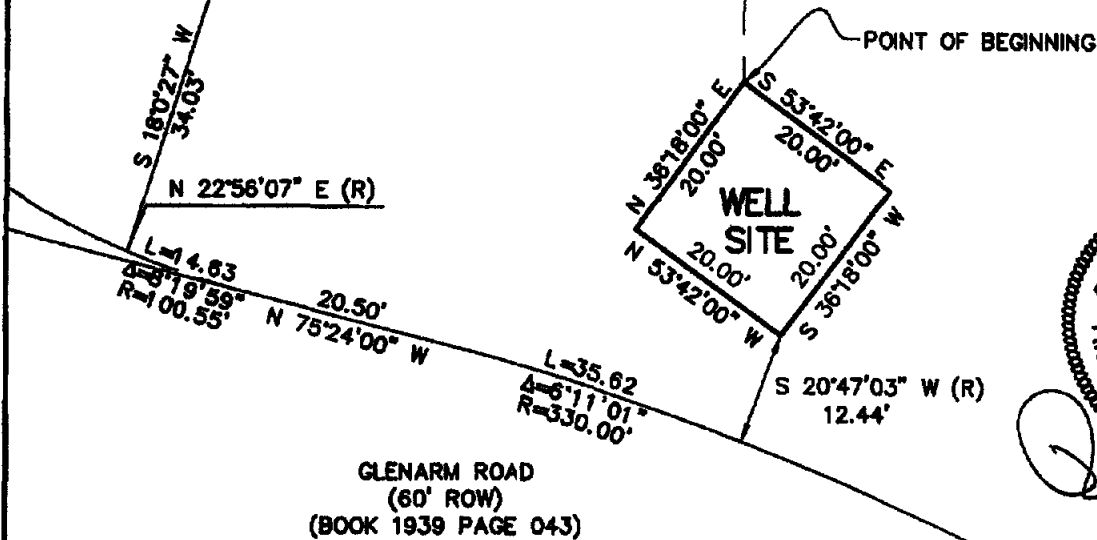 POINT OF BEGINNING
S 18°0'27" W
34.03'
N 22°56'07" E (R)
N 36°18'00" E
20.00'
S 53°42'00" E
20.00'
WELL
SITE
20.00'
N 53°42'00" W
20.00'
S 36°18'00" W
L=14.63
Δ=8°19'59"
R=100.55'
20.50'
N 75°24'00" W
L=35.62
Δ=6°11'01"
R=330.00'
S 20°47'03" W (R)
12.44'
GLENARM ROAD
(60' ROW)
(BOOK 1939 PAGE 043)